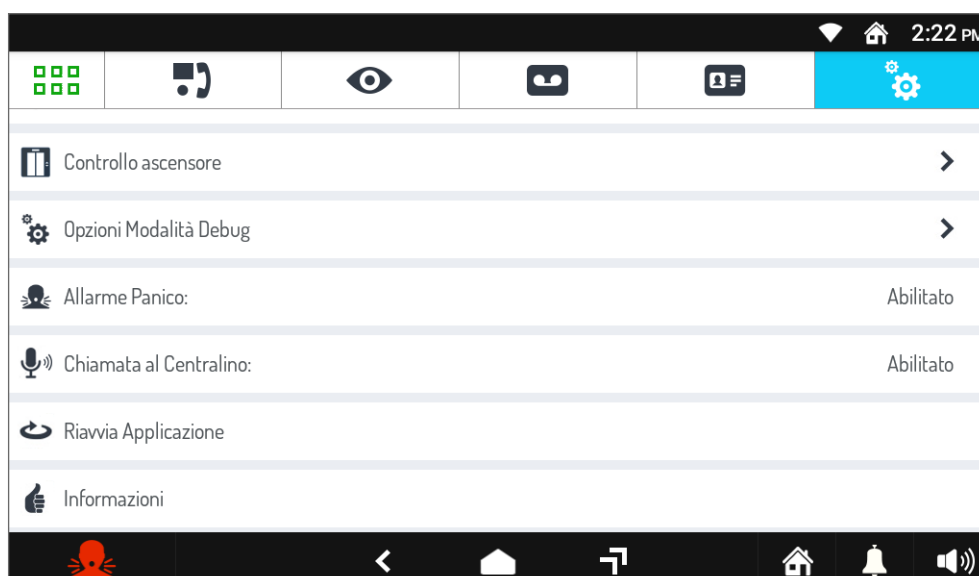 2:22 PM
Controllo ascensore
Opzioni Modalità Debug
Allarme Panico: Abilitato
Chiamata al Centralino: Abilitato
Riavvia Applicazione
Informazioni